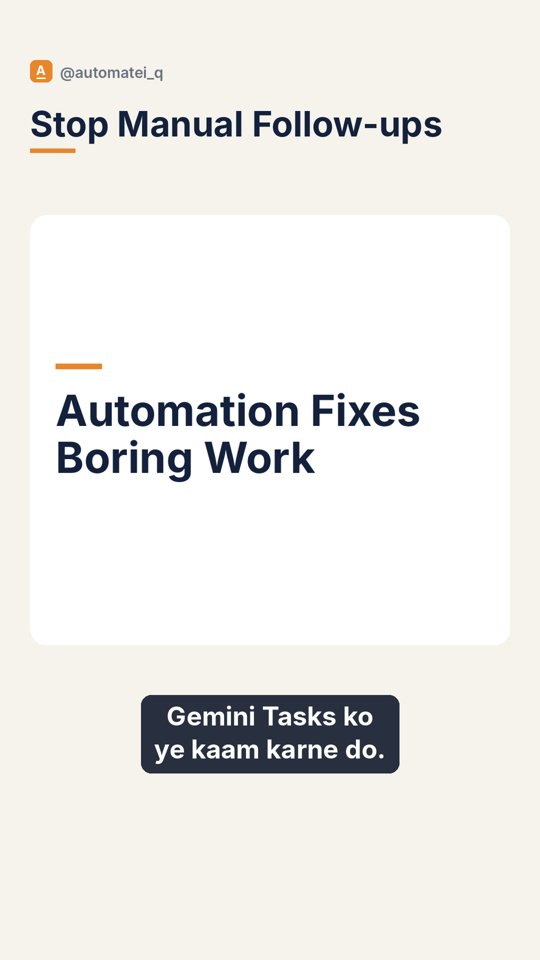 A
@automatei_q
Stop Manual Follow-ups
Automation Fixes
Boring Work
Gemini Tasks ko
ye kaam karne do.